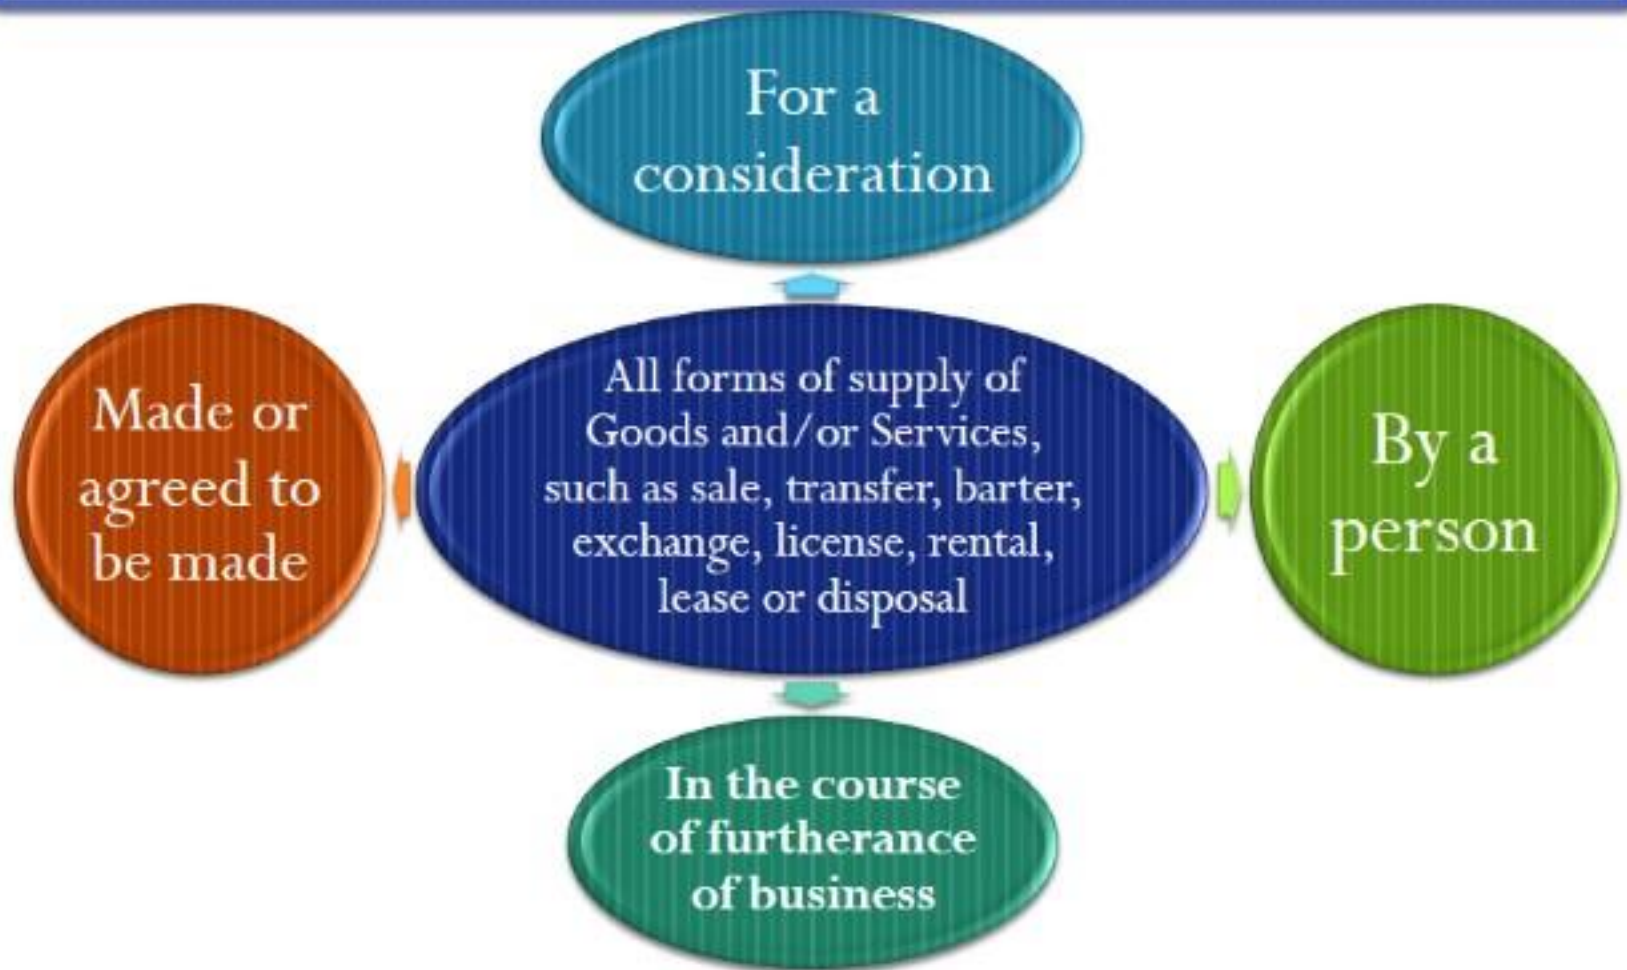 For a
consideration
Made or
agreed to
be made
All forms of supply of
Goods and/or Services,
such as sale, transfer, barter,
exchange, license, rental,
lease or disposal
By a
person
In the course
of furtherance
of business